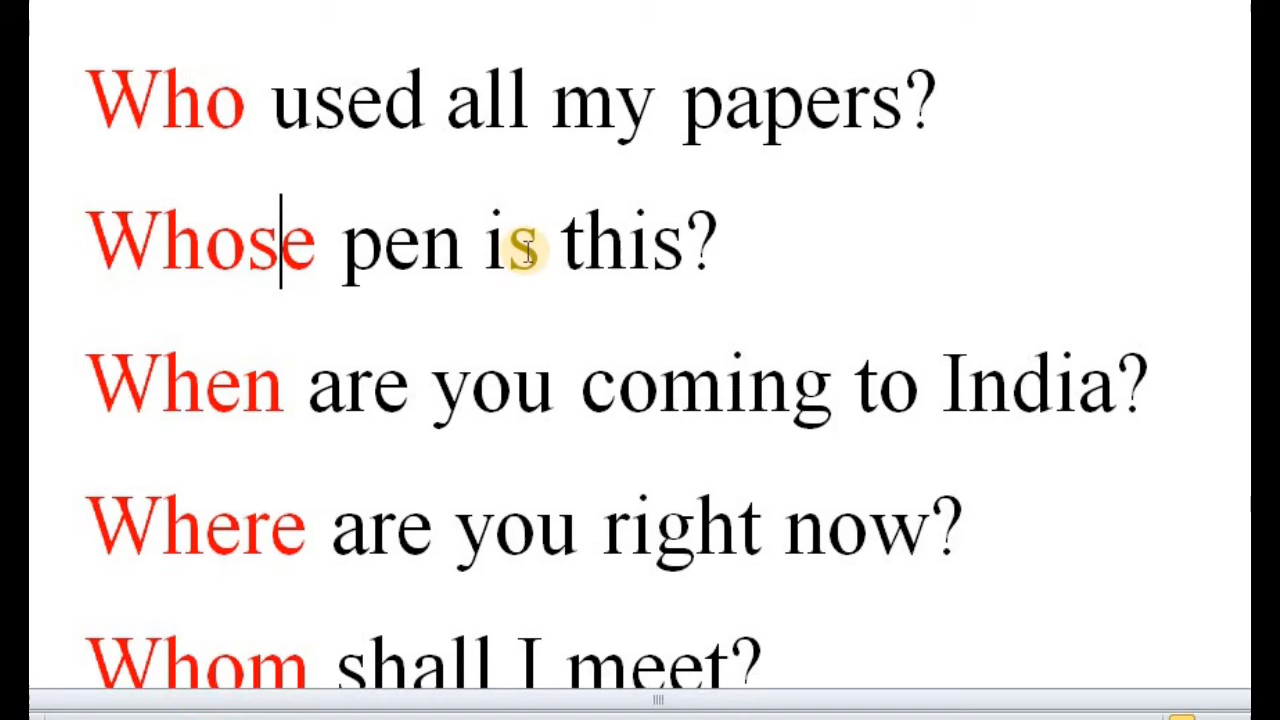 Who used all my papers?
Whose pen is this?
When are you coming to India?
Where are you right now?
Whom shall I meet?